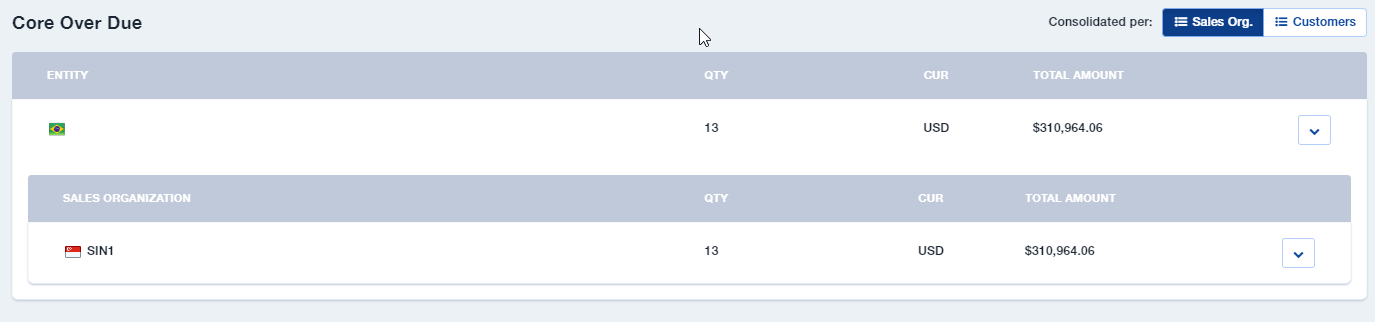 Core Over Due
Consolidated per: Sales Org. Customers
ENTITY QTY CUR TOTAL AMOUNT
13 USD $310,964.06
SALES ORGANIZATION QTY CUR TOTAL AMOUNT
SIN1 13 USD $310,964.06